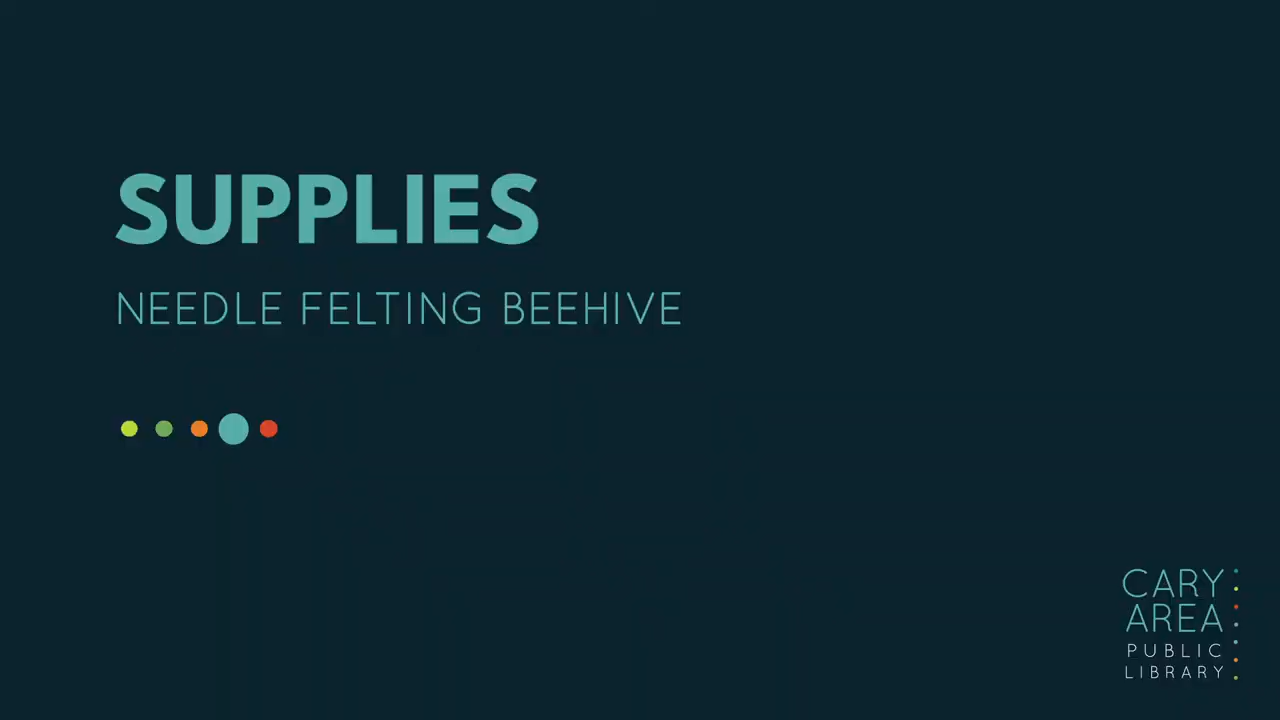 SUPPLIES
NEEDLE FELTING BEEHIVE
CARY
AREA
PUBLIC
LIBRARY